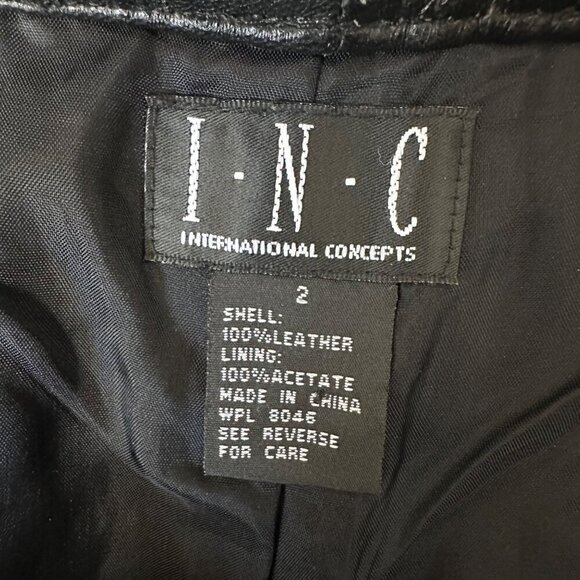 I-N-C
INTERNATIONAL CONCEPTS
2
SHELL:
100%LEATHER
LINING:
100%ACETATE
MADE IN CHINA
WPL 8046
SEE REVERSE
FOR CARE